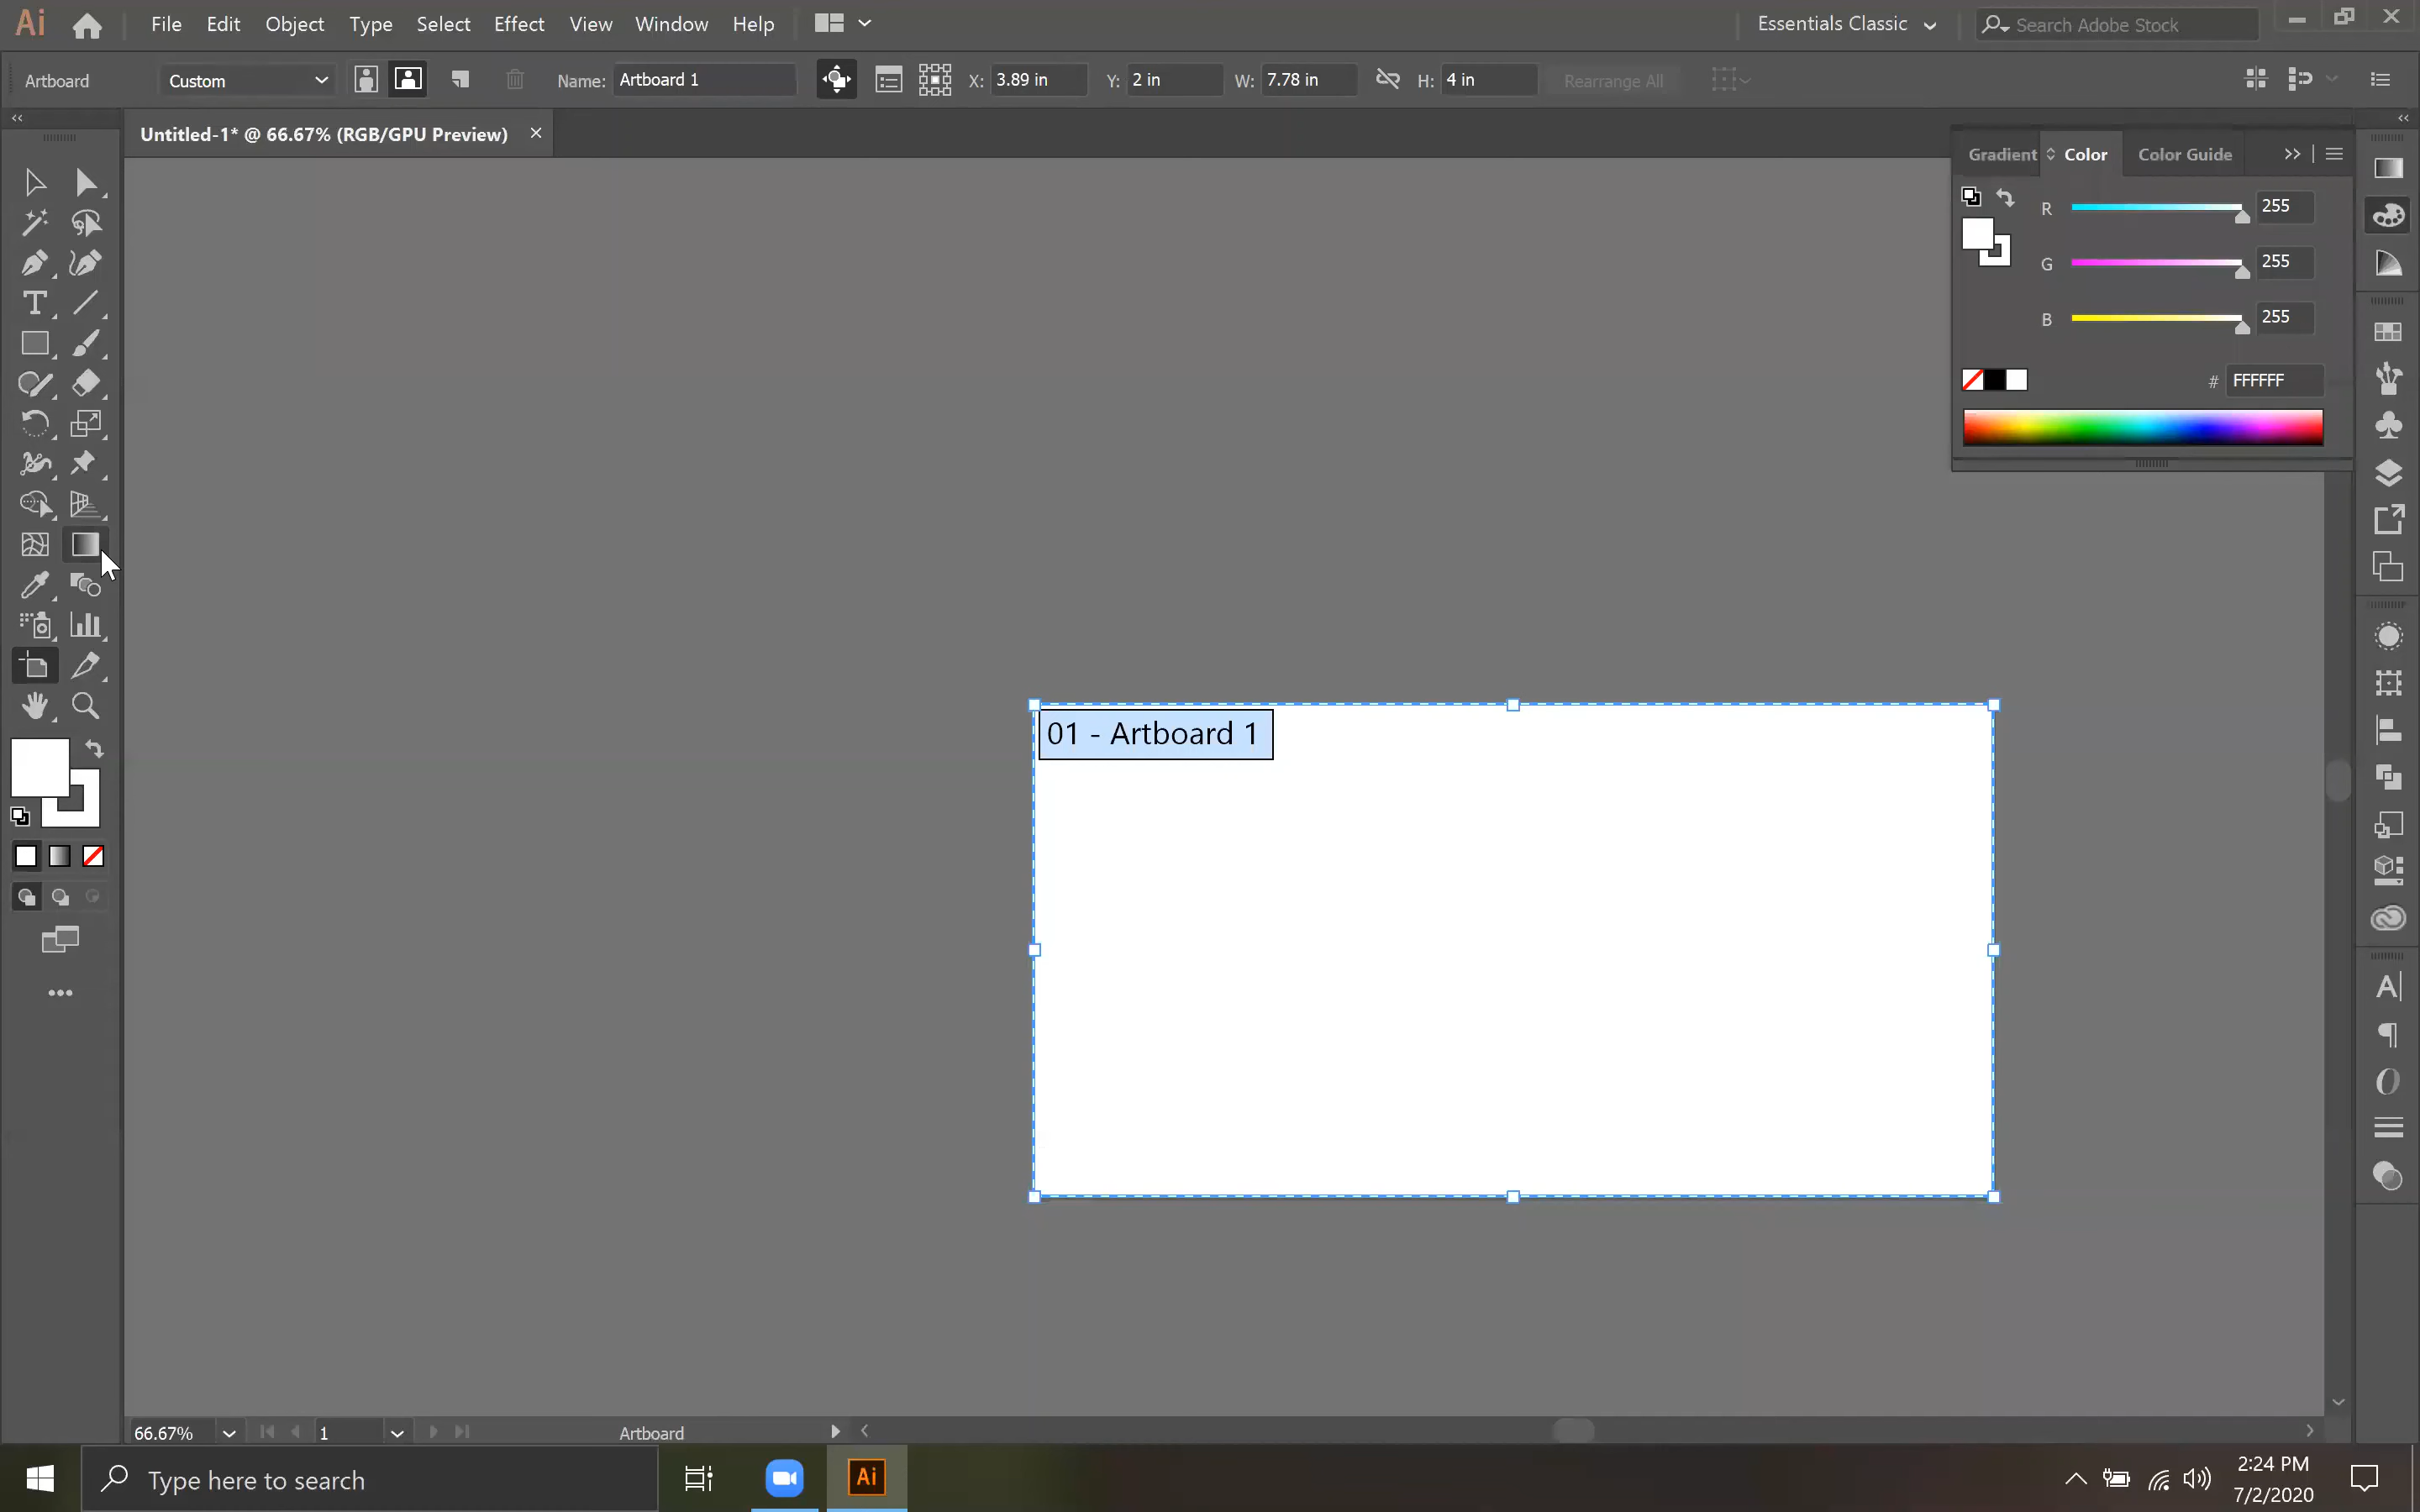 Ai File Edit Object Type Select Effect View Window Help Essentials Classic Search Adobe Stock
Artboard Custom Name: Artboard 1 X: 3.89 in Y: 2 in W: 7.78 in H: 4 in Rearrange All
Untitled-1* @ 66.67% (RGB/GPU Preview)
Gradient Color Color Guide
R 255
G 255
B 255
# FFFFFF
01 - Artboard 1
66.67% 1 Artboard
Type here to search Ai
2:24 PM
7/2/2020